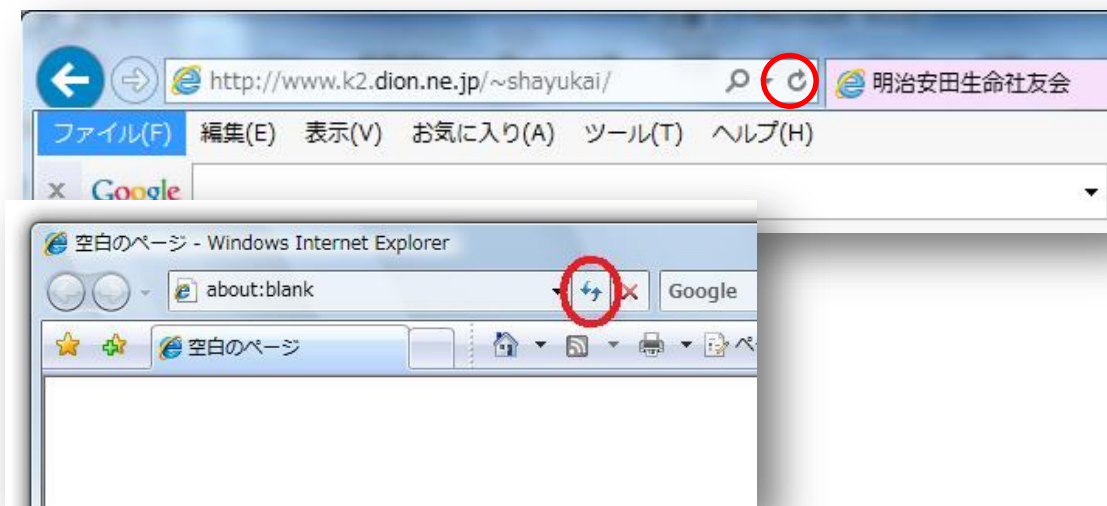 http://www.k2.dion.ne.jp/~shayukai/ 明治安田生命社友会
ファイル(F) 編集(E) 表示(V) お気に入り(A) ツール(T) ヘルプ(H)
x Google
空白のページ - Windows Internet Explorer
about:blank Google
空白のページ ペー